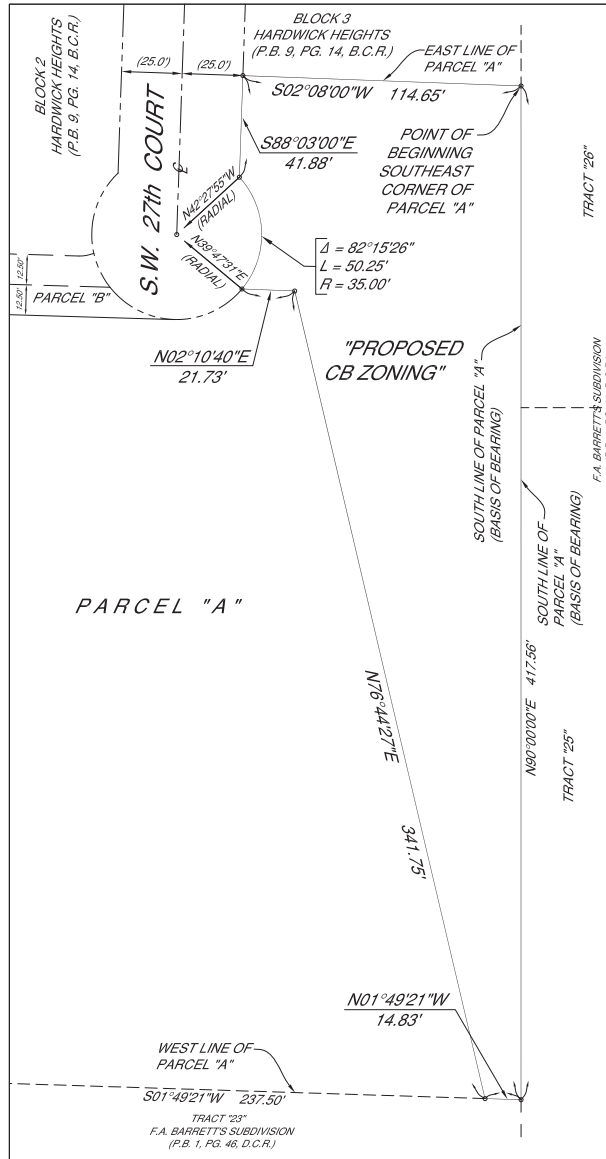 BLOCK 3
HARDWICK HEIGHTS
(P.B. 9, PG. 14, B.C.R.)
BLOCK 2
HARDWICK HEIGHTS
(P.B. 9, PG. 14, B.C.R.)
(25.0')
(25.0')
EAST LINE OF
PARCEL "A"
S02°08'00"W 114.65'
S88°03'00"E
41.88'
POINT OF
BEGINNING
SOUTHEAST
CORNER OF
PARCEL "A"
TRACT "26"
S.W. 27th COURT
N42°27'55"W
(RADIAL)
N39°47'31"E
(RADIAL)
Δ = 82°15'26"
L = 50.25'
R = 35.00'
12.50'
12.50'
PARCEL "B"
N02°10'40"E
21.73'
"PROPOSED
CB ZONING"
SOUTH LINE OF PARCEL "A"
(BASIS OF BEARING)
F.A. BARRETT'S SUBDIVISION
SOUTH LINE OF
PARCEL "A"
(BASIS OF BEARING)
PARCEL "A"
N76°44'27"E
341.75'
N90°00'00"E 417.56'
TRACT "25"
N01°49'21"W
14.83'
WEST LINE OF
PARCEL "A"
S01°49'21"W 237.50'
TRACT "23"
F.A. BARRETT'S SUBDIVISION
(P.B. 1, PG. 46, D.C.R.)